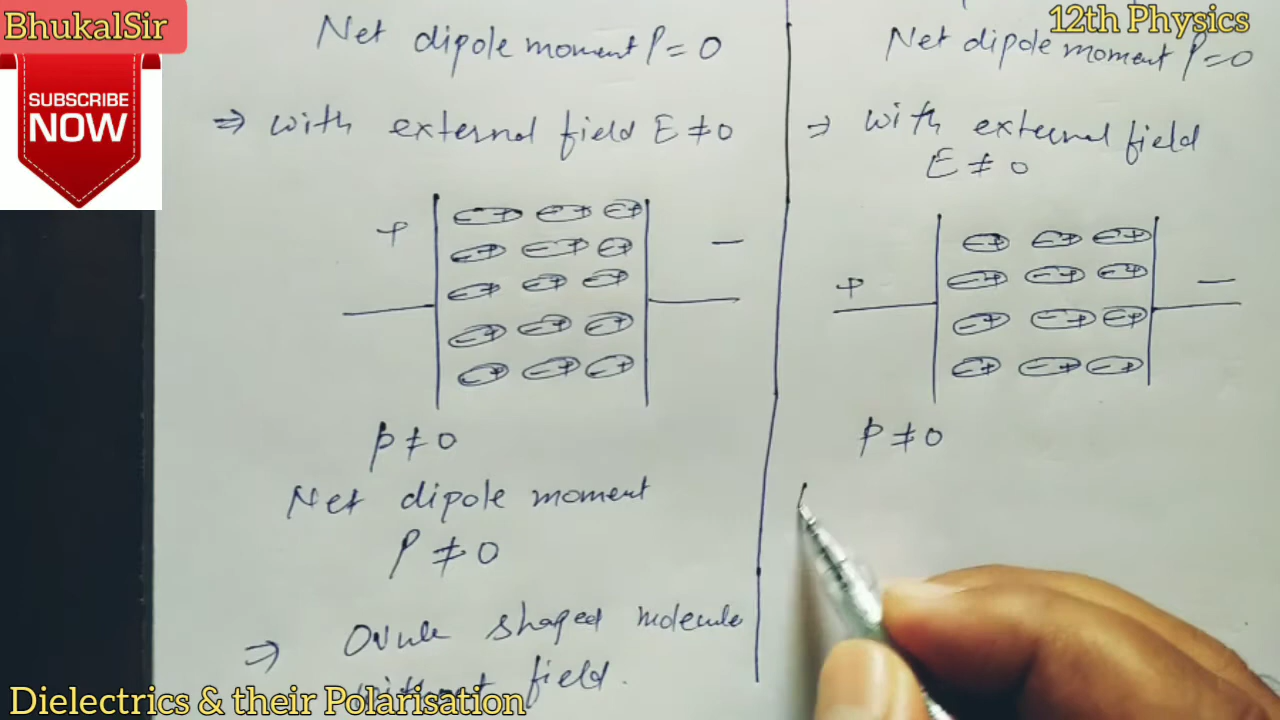 BhukalSir
SUBSCRIBE
NOW
12th Physics
Net dipole moment P = 0
⇒ with external field E ≠ 0
+ −
p ≠ 0
Net dipole moment
P ≠ 0
⇒ Ovule shaped molecule
without field.
Net dipole moment P = 0
⇒ with external field
E ≠ 0
+ −
P ≠ 0
Dielectrics & their Polarisation